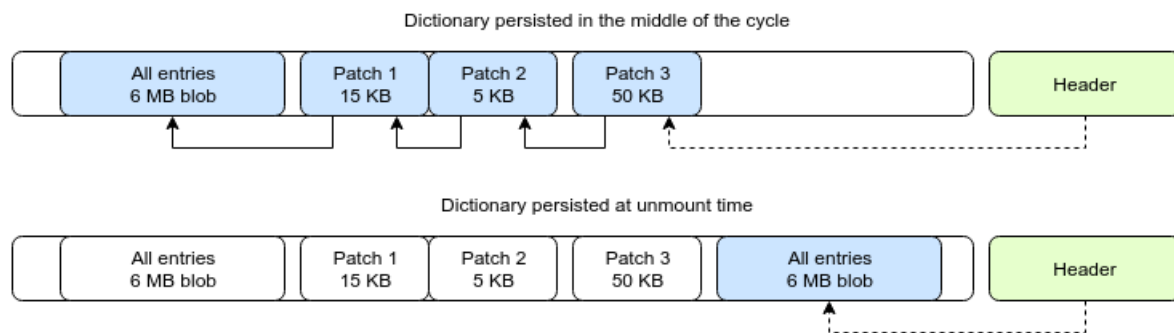 Dictionary persisted in the middle of the cycle
All entries
6 MB blob
Patch 1
15 KB
Patch 2
5 KB
Patch 3
50 KB
Header
Dictionary persisted at unmount time
All entries
6 MB blob
Patch 1
15 KB
Patch 2
5 KB
Patch 3
50 KB
All entries
6 MB blob
Header